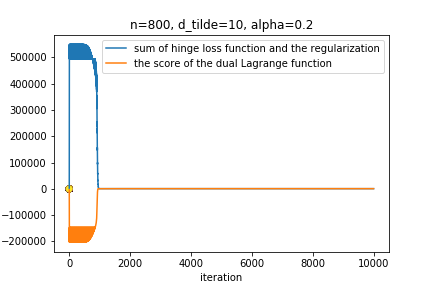 n=800, d_tilde=10, alpha=0.2
sum of hinge loss function and the regularization
the score of the dual Lagrange function
500000
400000
300000
200000
100000
0
−100000
−200000
0 2000 4000 6000 8000 10000
iteration